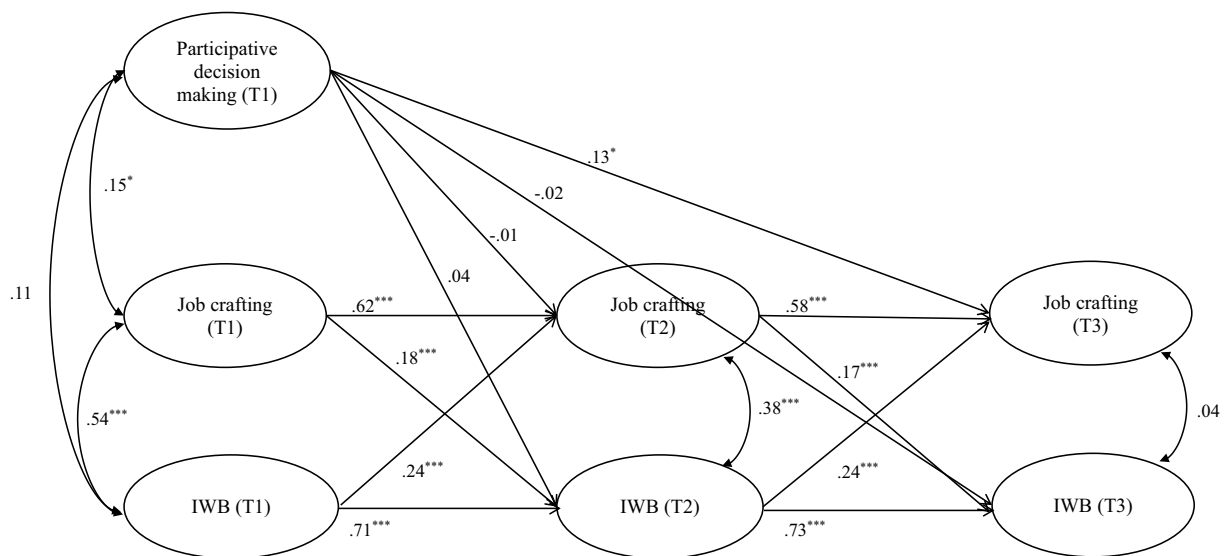 Participative
decision
making (T1)
.13*
-.02
.15*
-.01
.04
.11
Job crafting
(T1)
.62***
Job crafting
(T2)
.58***
Job crafting
(T3)
.18***
.17***
.54***
.38***
.04
.24***
.24***
IWB (T1)
IWB (T2)
IWB (T3)
.71***
.73***